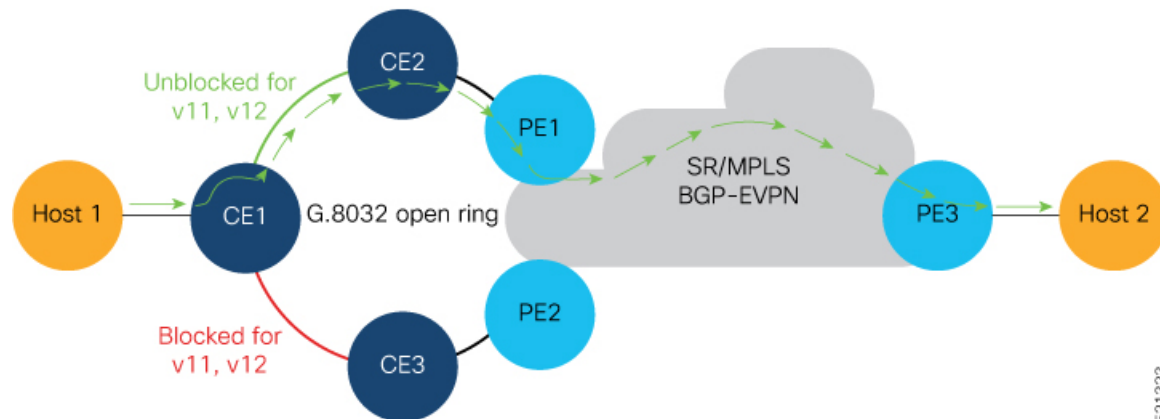 CE2
Unblocked for
v11, v12
PE1
SR/MPLS
BGP-EVPN
Host 1
CE1
G.8032 open ring
PE3
Host 2
PE2
Blocked for
v11, v12
CE3